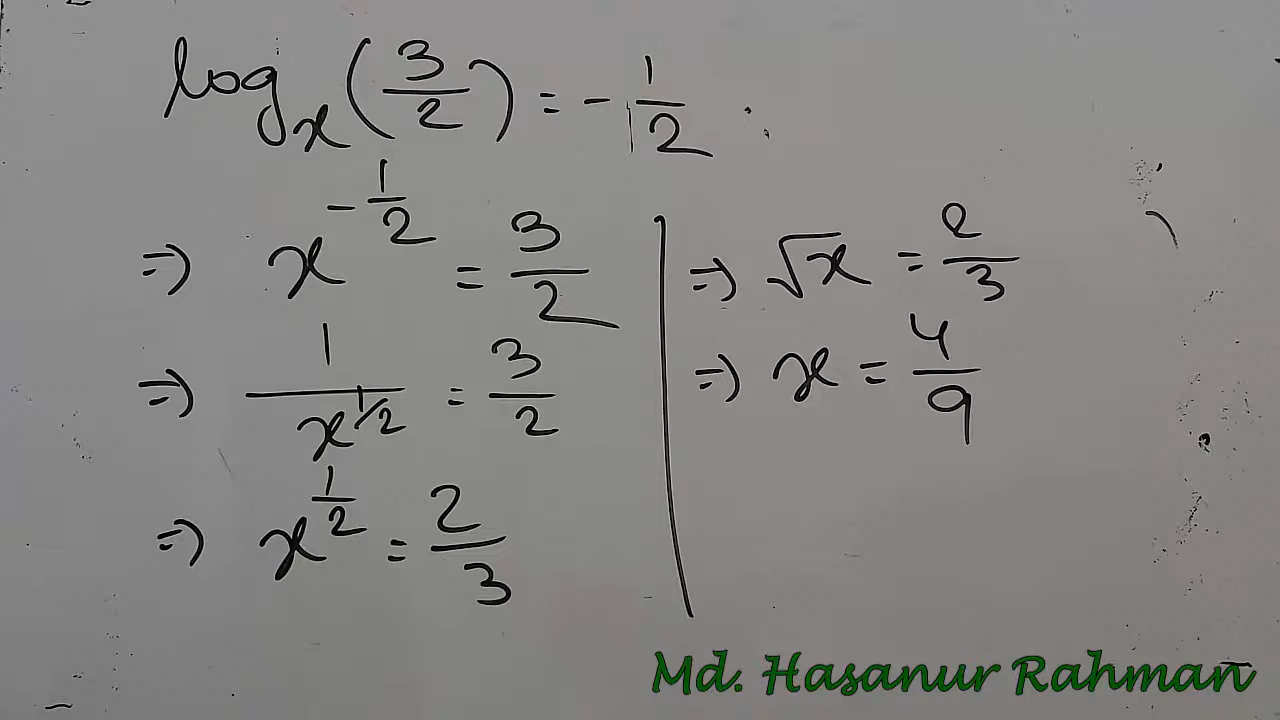 log_x (3/2) = -1/2
⇒ x^(-1/2) = 3/2
⇒ 1/x^(1/2) = 3/2
⇒ x^(1/2) = 2/3
⇒ √x = 2/3
⇒ x = 4/9
Md. Hasanur Rahman